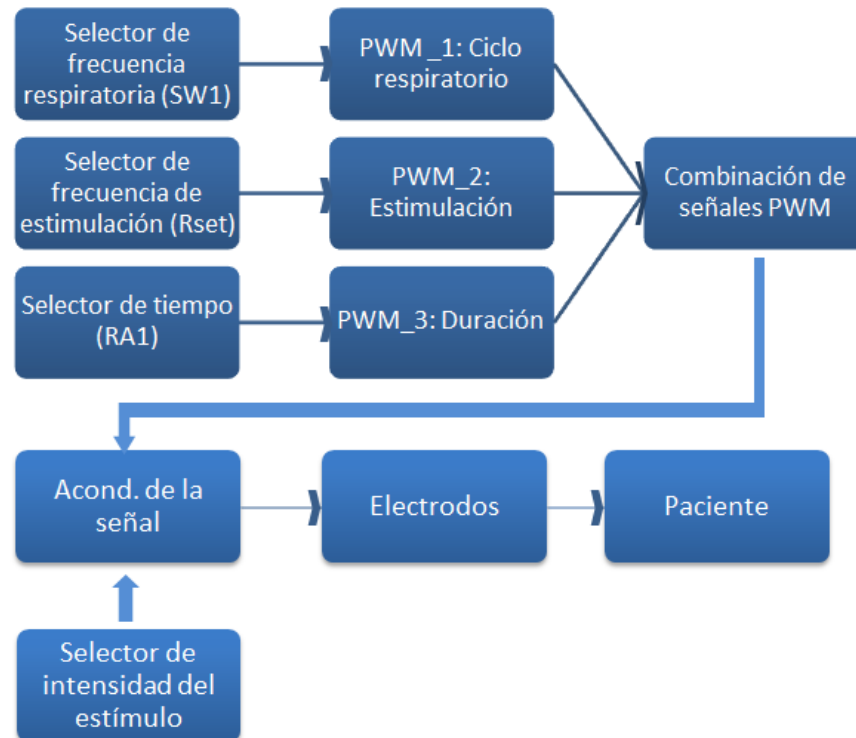 Selector de
frecuencia
respiratoria (SW1)
PWM _1: Ciclo
respiratorio
Selector de
frecuencia de
estimulación (Rset)
PWM_2:
Estimulación
Combinación de
señales PWM
Selector de tiempo
(RA1)
PWM_3: Duración
Acond. de la
señal
Electrodos
Paciente
Selector de
intensidad del
estímulo